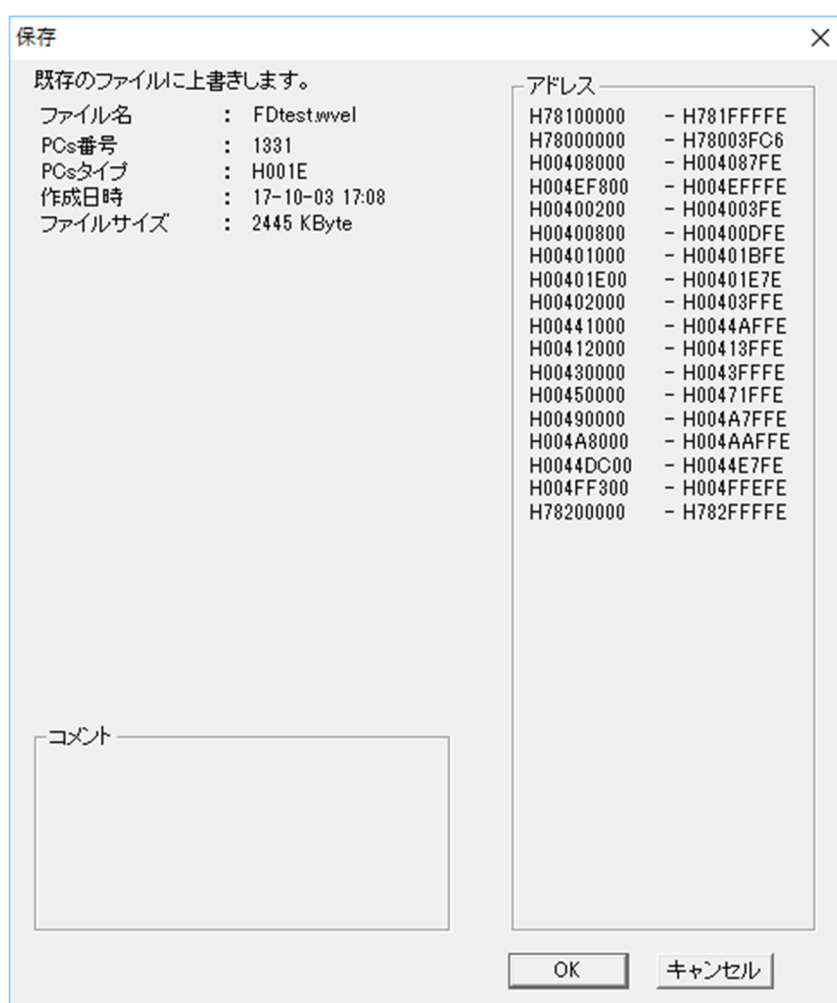 保存
既存のファイルに上書きします。
ファイル名 : FDtest.wvel
PCs番号 : 1331
PCsタイプ : H001E
作成日時 : 17-10-03 17:08
ファイルサイズ : 2445 KByte
コメント
アドレス
H78100000 - H781FFFFE
H78000000 - H78003FC6
H00408000 - H004087FE
H004EF800 - H004EFFFE
H00400200 - H004003FE
H00400800 - H00400DFE
H00401000 - H00401BFE
H00401E00 - H00401E7E
H00402000 - H00403FFE
H00441000 - H0044AFFE
H00412000 - H00413FFE
H00430000 - H0043FFFE
H00450000 - H00471FFE
H00490000 - H004A7FFE
H004A8000 - H004AAFFE
H0044DC00 - H0044E7FE
H004FF300 - H004FFEFE
H78200000 - H782FFFFE
OK キャンセル